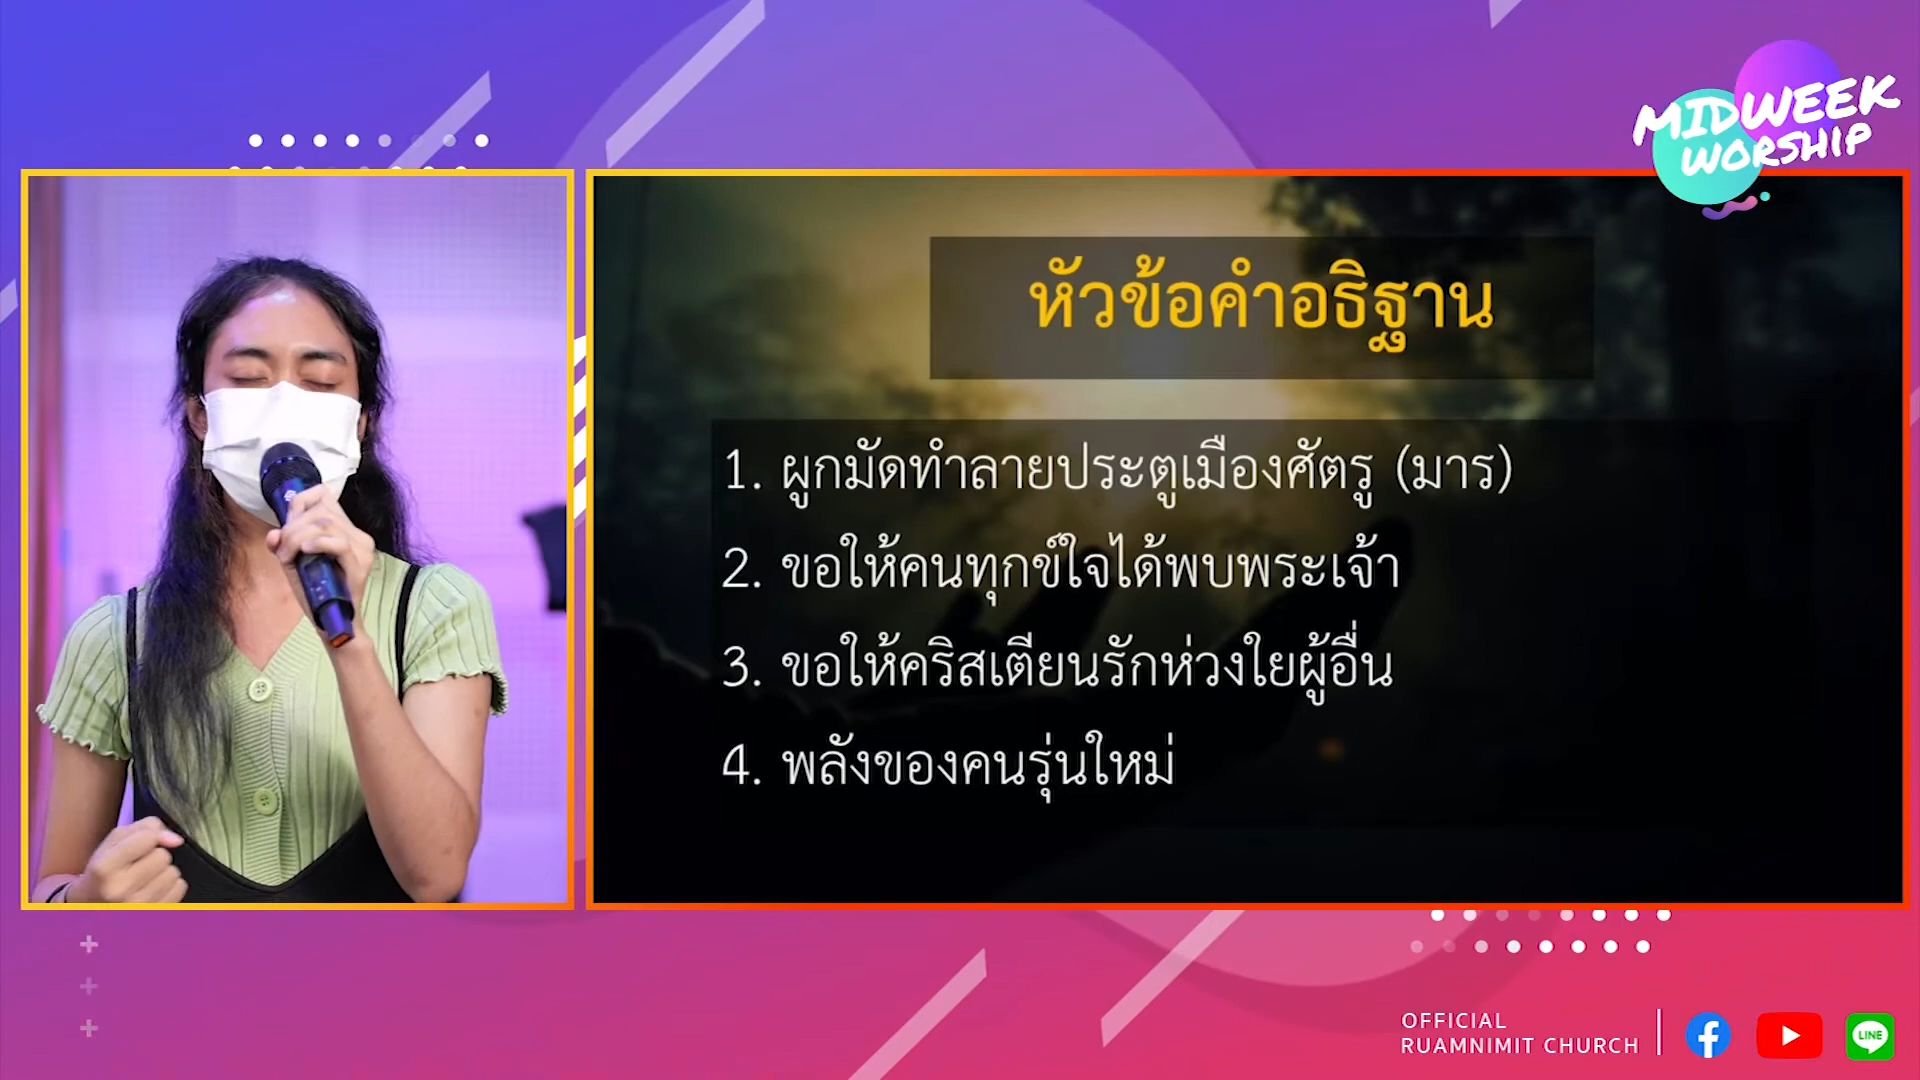 MIDWEEK
WORSHIP
หัวข้อคำอธิฐาน
1. ผูกมัดทำลายประตูเมืองศัตรู (มาร)
2. ขอให้คนทุกข์ใจได้พบพระเจ้า
3. ขอให้คริสเตียนรักห่วงใยผู้อื่น
4. พลังของคนรุ่นใหม่
OFFICIAL
RUAMNIMIT CHURCH
LINE